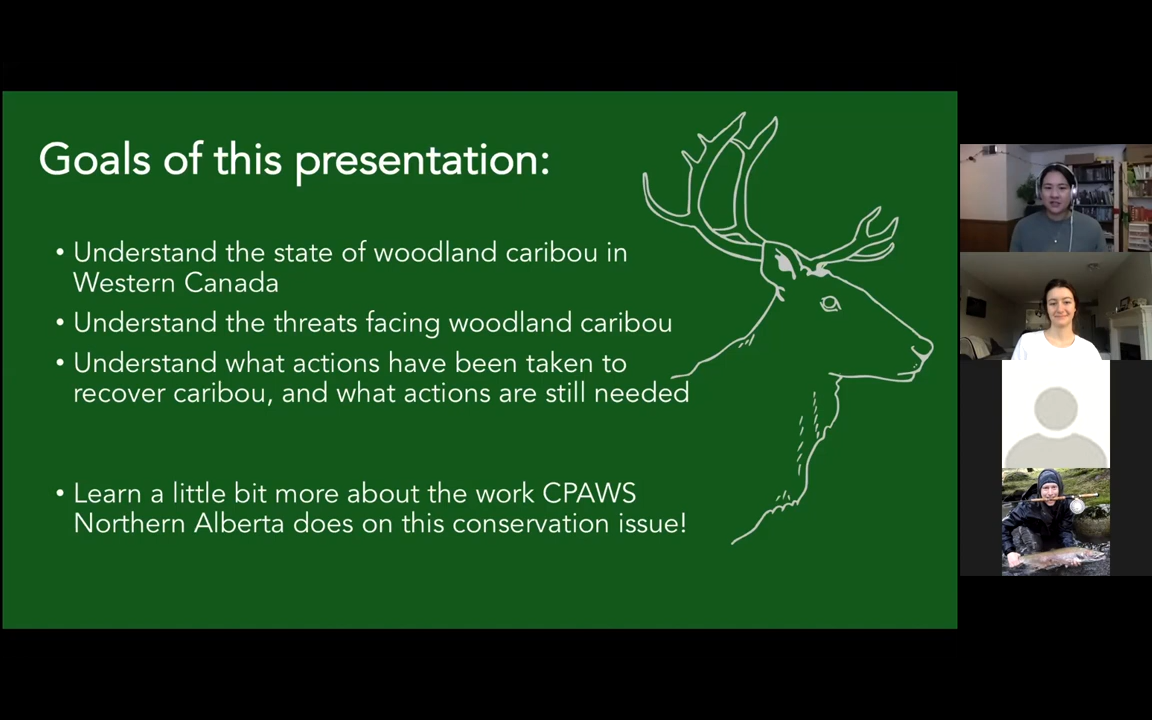 Goals of this presentation:
• Understand the state of woodland caribou in
Western Canada
• Understand the threats facing woodland caribou
• Understand what actions have been taken to
recover caribou, and what actions are still needed
• Learn a little bit more about the work CPAWS
Northern Alberta does on this conservation issue!